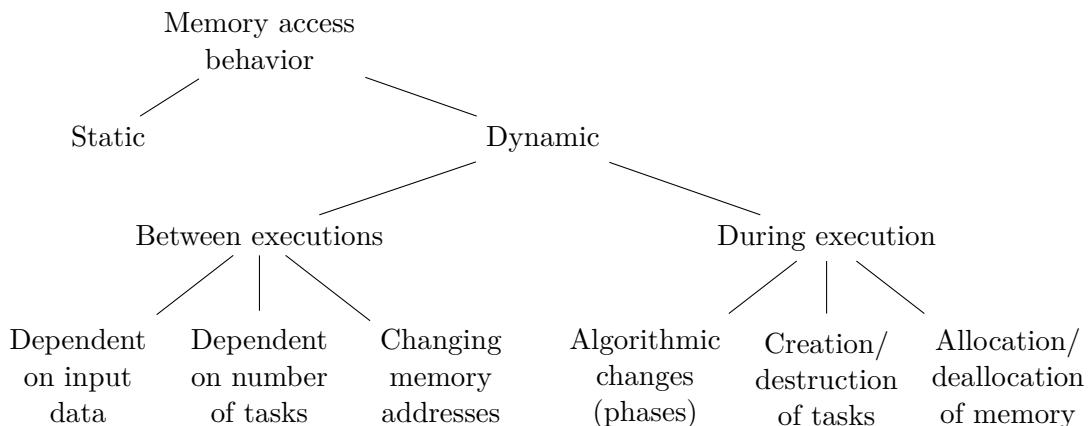 Memory access
behavior
Static
Dynamic
Between executions
During execution
Dependent
on input
data
Dependent
on number
of tasks
Changing
memory
addresses
Algorithmic
changes
(phases)
Creation/
destruction
of tasks
Allocation/
deallocation
of memory